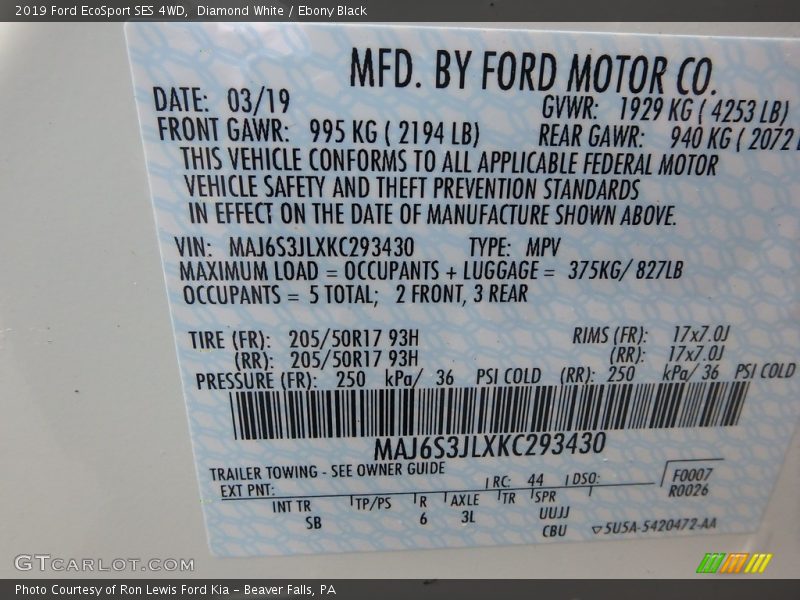 2019 Ford EcoSport SES 4WD, Diamond White / Ebony Black
MFD. BY FORD MOTOR CO.
DATE: 03/19 GVWR: 1929 KG ( 4253 LB)
FRONT GAWR: 995 KG ( 2194 LB) REAR GAWR: 940 KG ( 2072 L
THIS VEHICLE CONFORMS TO ALL APPLICABLE FEDERAL MOTOR
VEHICLE SAFETY AND THEFT PREVENTION STANDARDS
IN EFFECT ON THE DATE OF MANUFACTURE SHOWN ABOVE.
VIN: MAJ6S3JLXKC293430 TYPE: MPV
MAXIMUM LOAD = OCCUPANTS + LUGGAGE = 375KG/ 827LB
OCCUPANTS = 5 TOTAL; 2 FRONT, 3 REAR
TIRE (FR): 205/50R17 93H RIMS (FR): 17x7.0J
(RR): 205/50R17 93H (RR): 17x7.0J
PRESSURE (FR): 250 kPa/ 36 PSI COLD (RR): 250 kPa/ 36 PSI COLD
MAJ6S3JLXKC293430
TRAILER TOWING - SEE OWNER GUIDE
EXT PNT: RC: 44 DSO: F0007
R0026
INT TR TP/PS R AXLE TR SPR
SB 6 3L UUJJ
CBU ▽5U5A-5420472-AA
GTCARLOT.COM
Photo Courtesy of Ron Lewis Ford Kia - Beaver Falls, PA